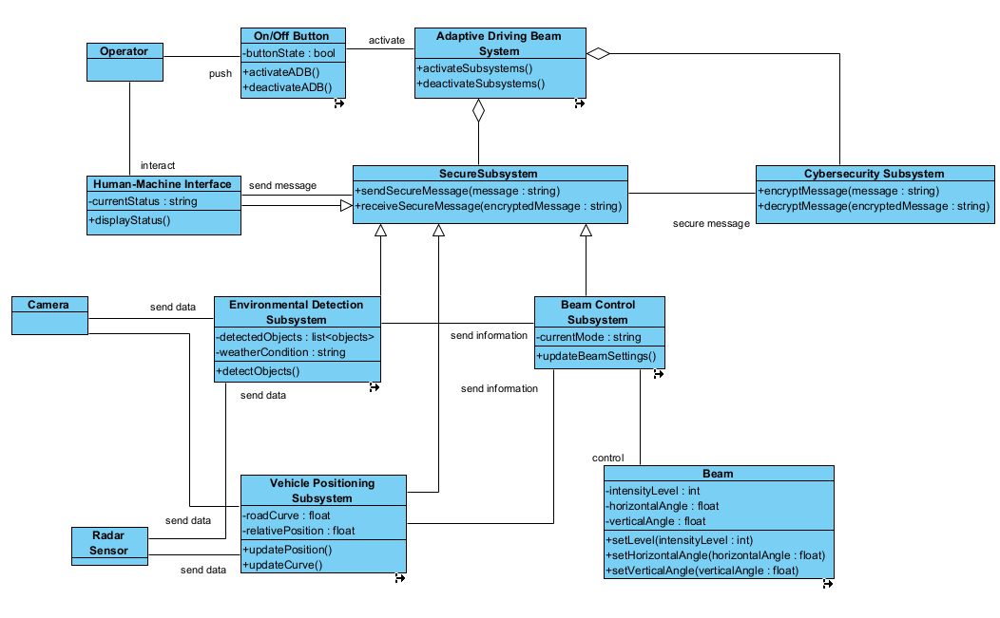 Operator
push
On/Off Button
-buttonState : bool
+activateADB()
+deactivateADB()
activate
Adaptive Driving Beam
System
+activateSubsystems()
+deactivateSubsystems()
interact
Human-Machine Interface
-currentStatus : string
+displayStatus()
send message
SecureSubsystem
+sendSecureMessage(message : string)
+receiveSecureMessage(encryptedMessage : string)
secure message
Cybersecurity Subsystem
+encryptMessage(message : string)
+decryptMessage(encryptedMessage : string)
Camera
send data
Environmental Detection
Subsystem
-detectedObjects : list<objects>
-weatherCondition : string
+detectObjects()
send data
send information
send information
Beam Control
Subsystem
-currentMode : string
+updateBeamSettings()
control
Beam
-intensityLevel : int
-horizontalAngle : float
-verticalAngle : float
+setLevel(intensityLevel : int)
+setHorizontalAngle(horizontalAngle : float)
+setVerticalAngle(verticalAngle : float)
Vehicle Positioning
Subsystem
-roadCurve : float
-relativePosition : float
+updatePosition()
+updateCurve()
send data
Radar
Sensor
send data